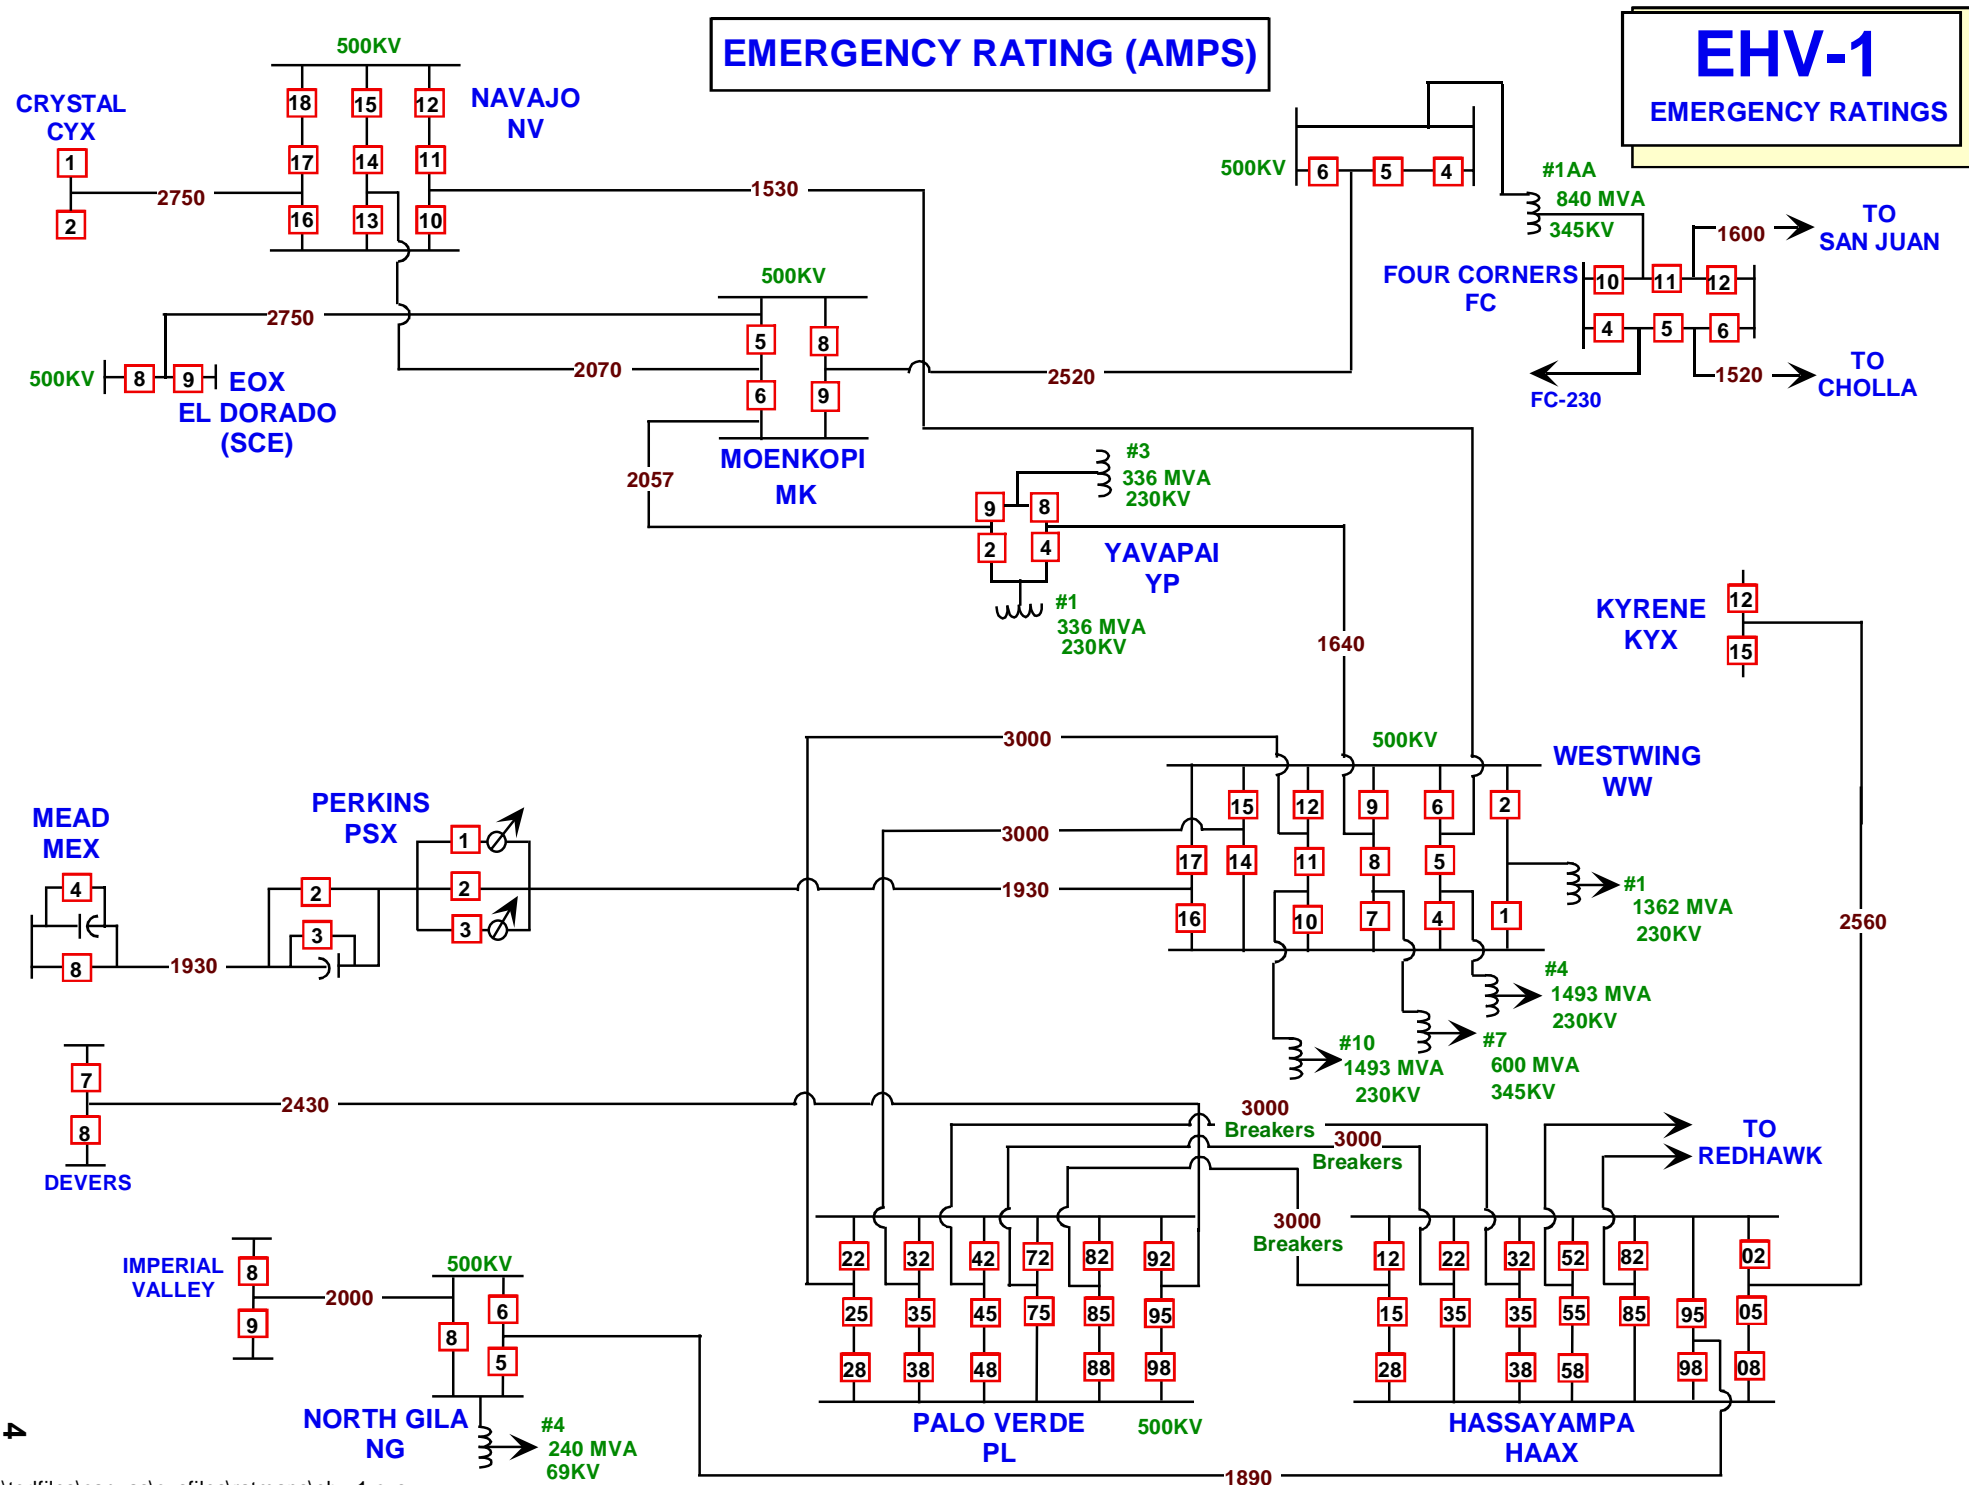 EMERGENCY RATING (AMPS)
EHV-1
EMERGENCY RATINGS
500KV
NAVAJO
NV
18
15
12
17
14
11
16
13
10
CRYSTAL
CYX
1
2
2750
1530
500KV
6
5
4
#1AA
840 MVA
345KV
1600
TO
SAN JUAN
FOUR CORNERS
FC
10
11
12
4
5
6
1520
TO
CHOLLA
FC-230
2750
500KV
8
9
EOX
EL DORADO
(SCE)
2070
500KV
5
8
6
9
MOENKOPI
MK
2520
2057
#3
336 MVA
230KV
9
8
2
4
YAVAPAI
YP
#1
336 MVA
230KV
1640
KYRENE
KYX
12
15
2560
3000
3000
1930
500KV
WESTWING
WW
15
12
9
6
2
17
14
11
8
5
16
10
7
4
1
#1
1362 MVA
230KV
#4
1493 MVA
230KV
#7
600 MVA
345KV
#10
1493 MVA
230KV
MEAD
MEX
4
8
1930
PERKINS
PSX
2
3
1
2
3
7
8
DEVERS
2430
3000
Breakers
3000
Breakers
3000
Breakers
TO
REDHAWK
IMPERIAL
VALLEY
8
9
2000
500KV
6
8
5
NORTH GILA
NG
#4
240 MVA
69KV
22
32
42
72
82
92
25
35
45
75
85
95
28
38
48
88
98
PALO VERDE
PL
500KV
12
22
32
52
82
02
15
35
35
55
85
95
05
28
38
58
98
08
HASSAYAMPA
HAAX
1890
4